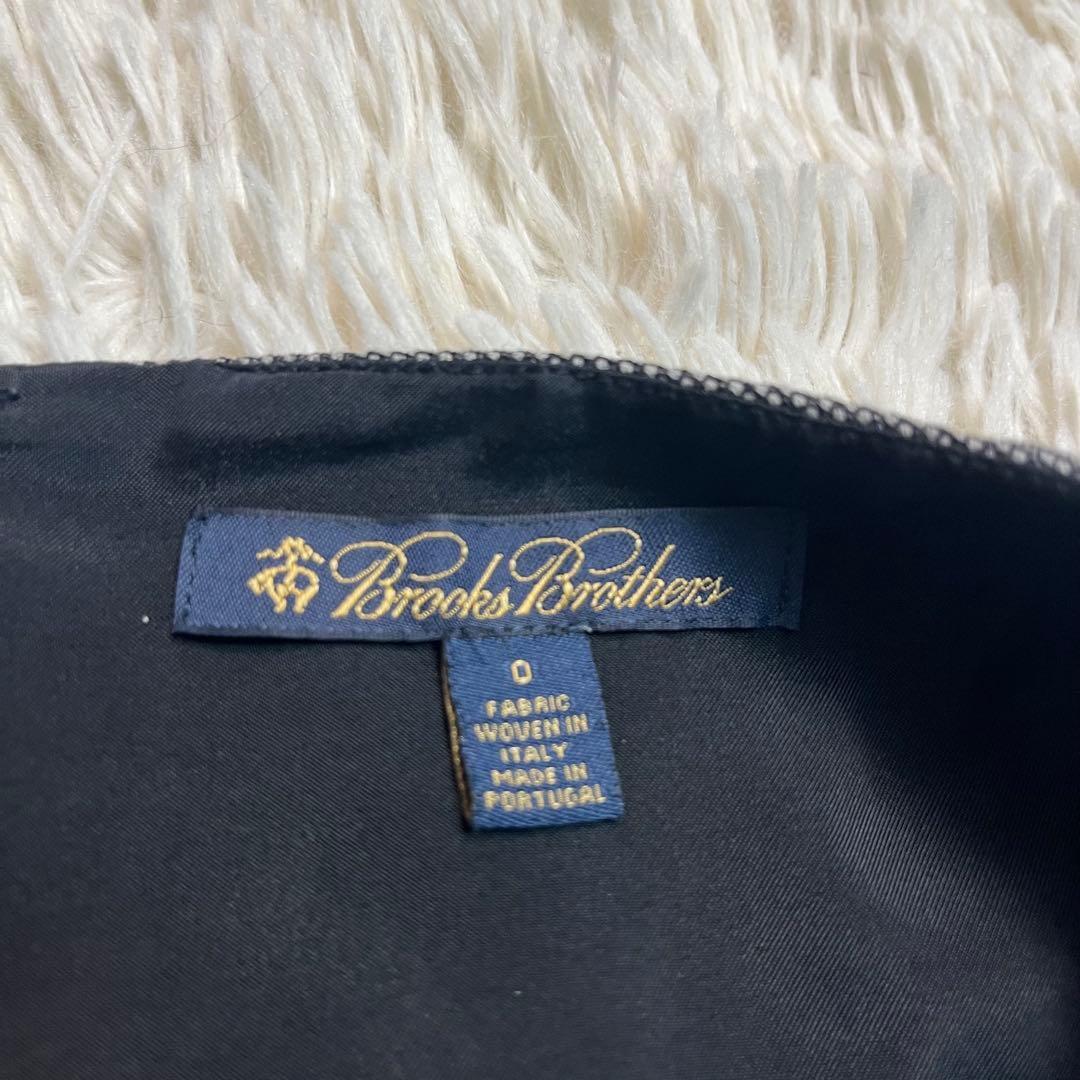 Brooks Brothers
0
FABRIC
WOVEN IN
ITALY
MADE IN
PORTUGAL